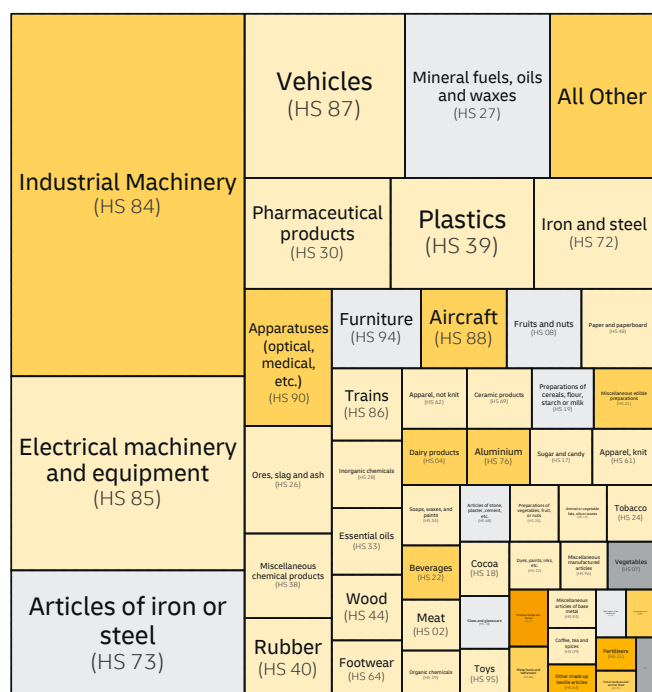 Industrial Machinery
(HS 84)
Electrical machinery
and equipment
(HS 85)
Articles of iron or
steel
(HS 73)
Vehicles
(HS 87)
Mineral fuels, oils
and waxes
(HS 27)
All Other
Pharmaceutical
products
(HS 30)
Plastics
(HS 39)
Iron and steel
(HS 72)
Apparatuses
(optical,
medical,
etc.)
(HS 90)
Furniture
(HS 94)
Aircraft
(HS 88)
Fruits and nuts
(HS 08)
Paper and paperboard
(HS 48)
Trains
(HS 86)
Apparel, not knit
(HS 62)
Ceramic products
(HS 69)
Preparations of
cereals, flour,
starch or milk
(HS 19)
Miscellaneous edible
preparations
(HS 21)
Ores, slag and ash
(HS 26)
Inorganic chemicals
(HS 28)
Dairy products
(HS 04)
Aluminium
(HS 76)
Sugar and candy
(HS 17)
Apparel, knit
(HS 61)
Essential oils
(HS 33)
Soaps, waxes, and
paints
(HS 34)
Articles of stone,
plaster, cement,
etc.
(HS 68)
Preparations of
vegetables, fruit,
or nuts
(HS 20)
Animal or vegetable
fats, oils or waxes
Tobacco
(HS 24)
Miscellaneous
chemical products
(HS 38)
Beverages
(HS 22)
Cocoa
(HS 18)
Dyes, paints, inks,
etc.
(HS 32)
Miscellaneous
manufactured
articles
(HS 96)
Vegetables
(HS 07)
Wood
(HS 44)
Meat
(HS 02)
Glass and glassware
Miscellaneous
articles of base
metal
(HS 83)
Rubber
(HS 40)
Footwear
(HS 64)
Organic chemicals
(HS 29)
Toys
(HS 95)
Coffee, tea and
spices
(HS 09)
Fertilisers
(HS 31)
Other made up
textile articles
(HS 63)